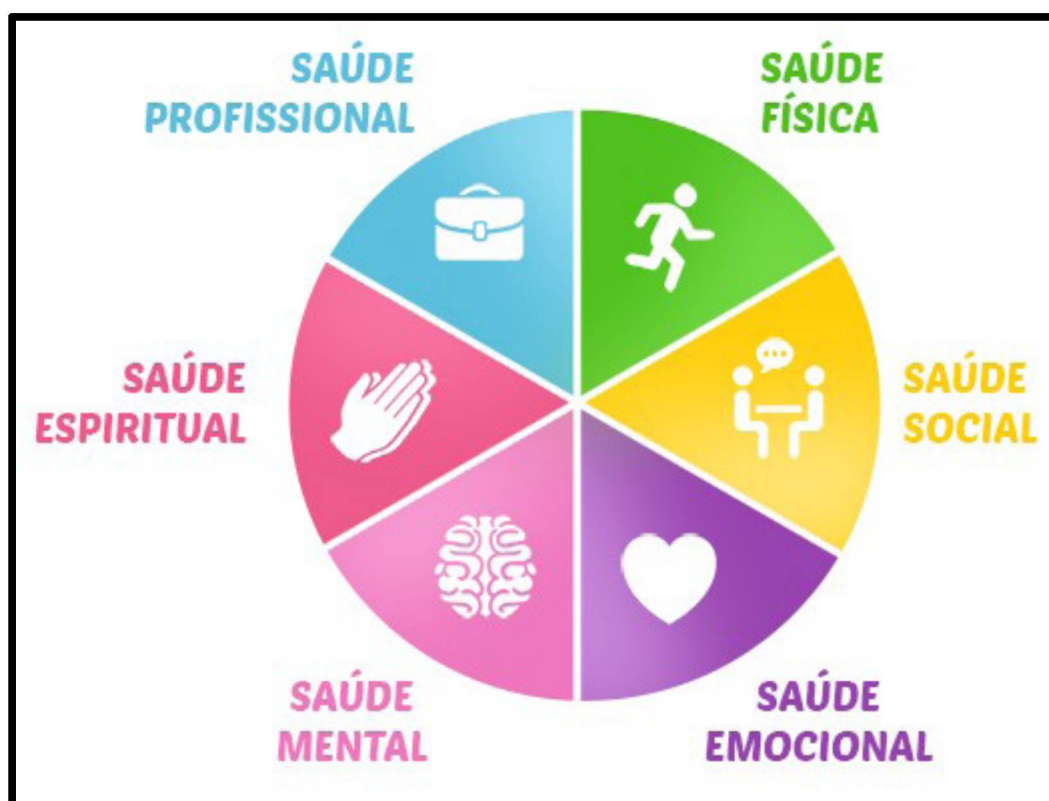 SAÚDE
PROFISSIONAL
SAÚDE
FÍSICA
SAÚDE
ESPIRITUAL
SAÚDE
SOCIAL
SAÚDE
MENTAL
SAÚDE
EMOCIONAL